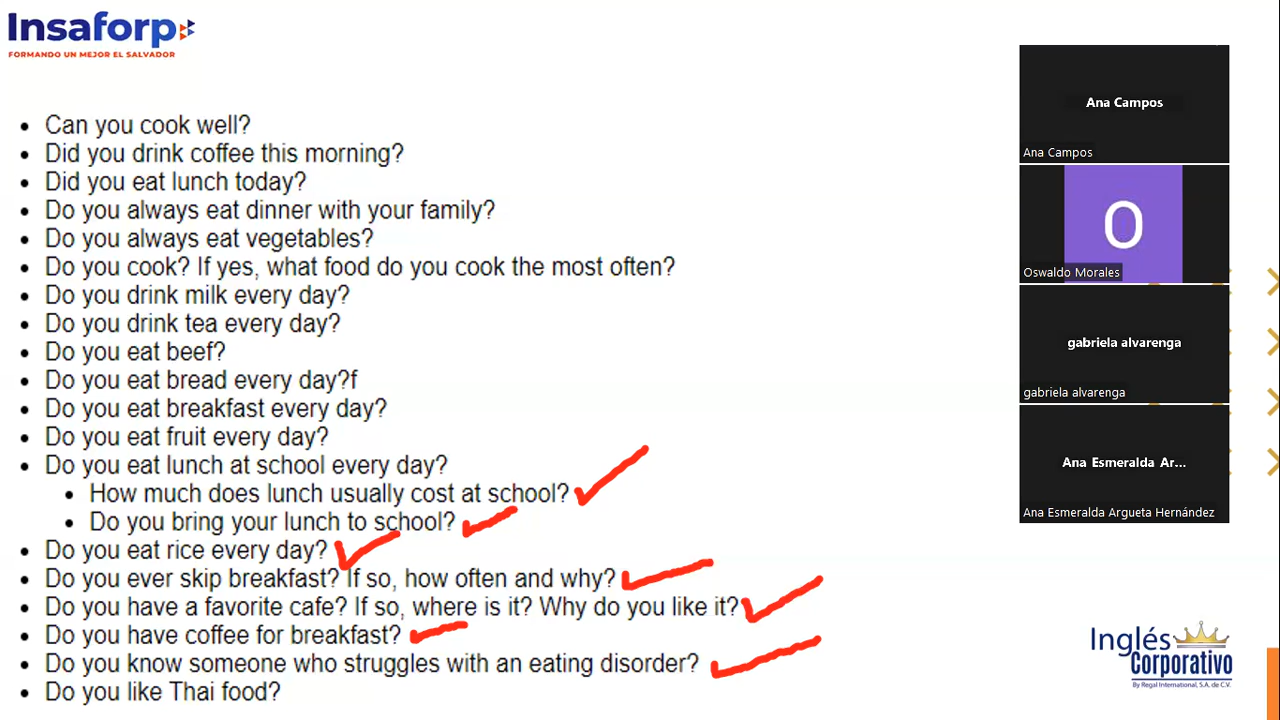 Insaforp
FORMANDO UN MEJOR EL SALVADOR
Can you cook well?
Did you drink coffee this morning?
Did you eat lunch today?
Do you always eat dinner with your family?
Do you always eat vegetables?
Do you cook? If yes, what food do you cook the most often?
Do you drink milk every day?
Do you drink tea every day?
Do you eat beef?
Do you eat bread every day?f
Do you eat breakfast every day?
Do you eat fruit every day?
Do you eat lunch at school every day?
How much does lunch usually cost at school?
Do you bring your lunch to school?
Do you eat rice every day?
Do you ever skip breakfast? If so, how often and why?
Do you have a favorite cafe? If so, where is it? Why do you like it?
Do you have coffee for breakfast?
Do you know someone who struggles with an eating disorder?
Do you like Thai food?
Ana Campos
Ana Campos
O
Oswaldo Morales
gabriela alvarenga
gabriela alvarenga
Ana Esmeralda Ar...
Ana Esmeralda Argueta Hernández
Inglés
Corporativo
By Regal International, S.A. de C.V.